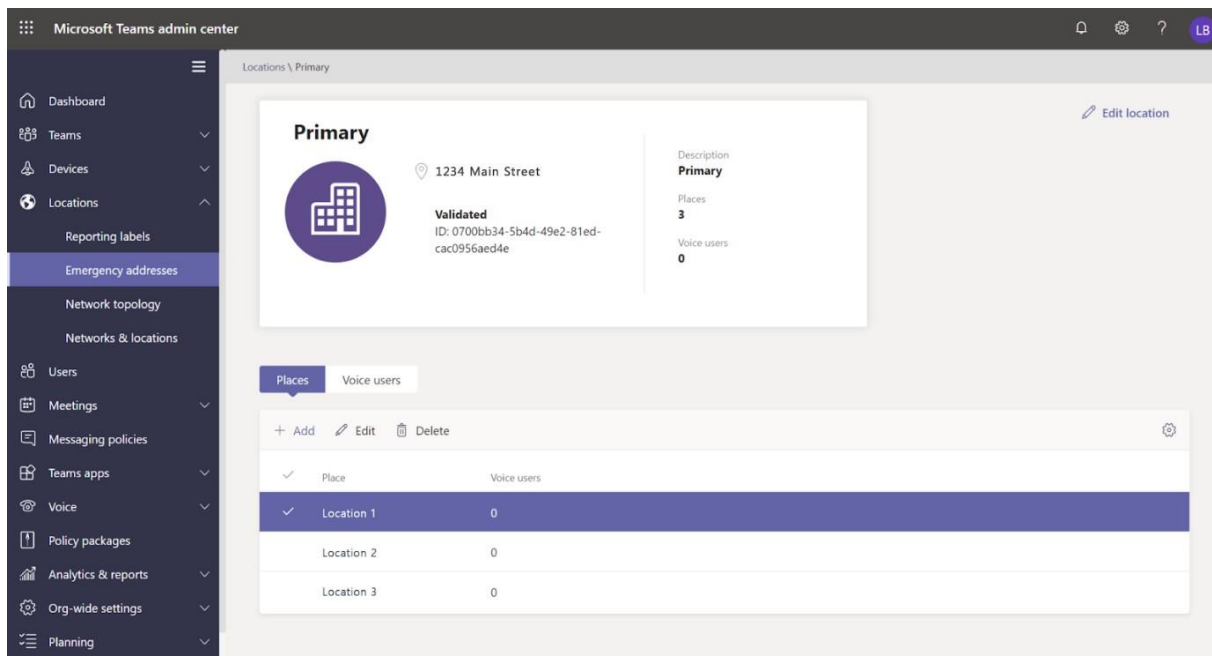 Microsoft Teams admin center
LB
Locations \ Primary
Dashboard
Teams
Devices
Locations
Reporting labels
Emergency addresses
Network topology
Networks & locations
Users
Meetings
Messaging policies
Teams apps
Voice
Policy packages
Analytics & reports
Org-wide settings
Planning
Edit location
Primary
1234 Main Street
Validated
ID: 0700bb34-5b4d-49e2-81ed-
cac0956aed4e
Description
Primary
Places
3
Voice users
0
Places Voice users
+ Add Edit Delete
Place Voice users
Location 1 0
Location 2 0
Location 3 0